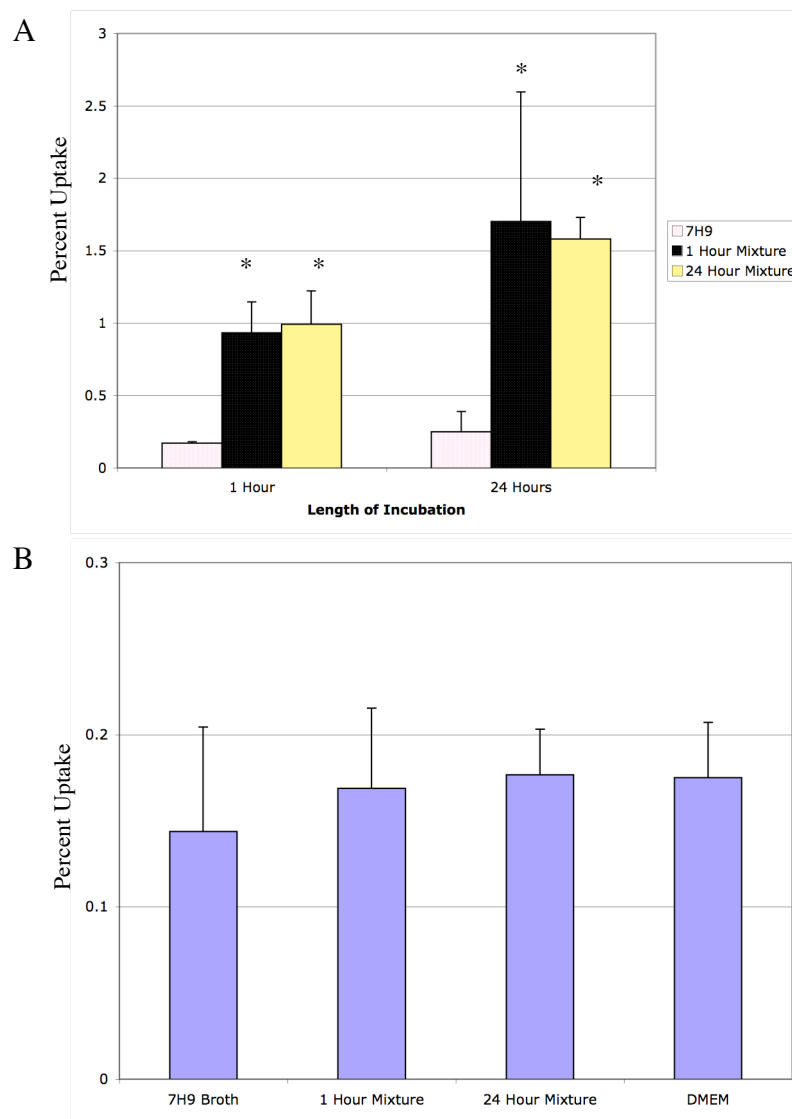 A
3
2.5
2
1.5
1
0.5
0
Percent Uptake
*
*
*
*
1 Hour
24 Hours
Length of Incubation
7H9
1 Hour Mixture
24 Hour Mixture
B
0.3
0.2
0.1
0
Percent Uptake
7H9 Broth
1 Hour Mixture
24 Hour Mixture
DMEM